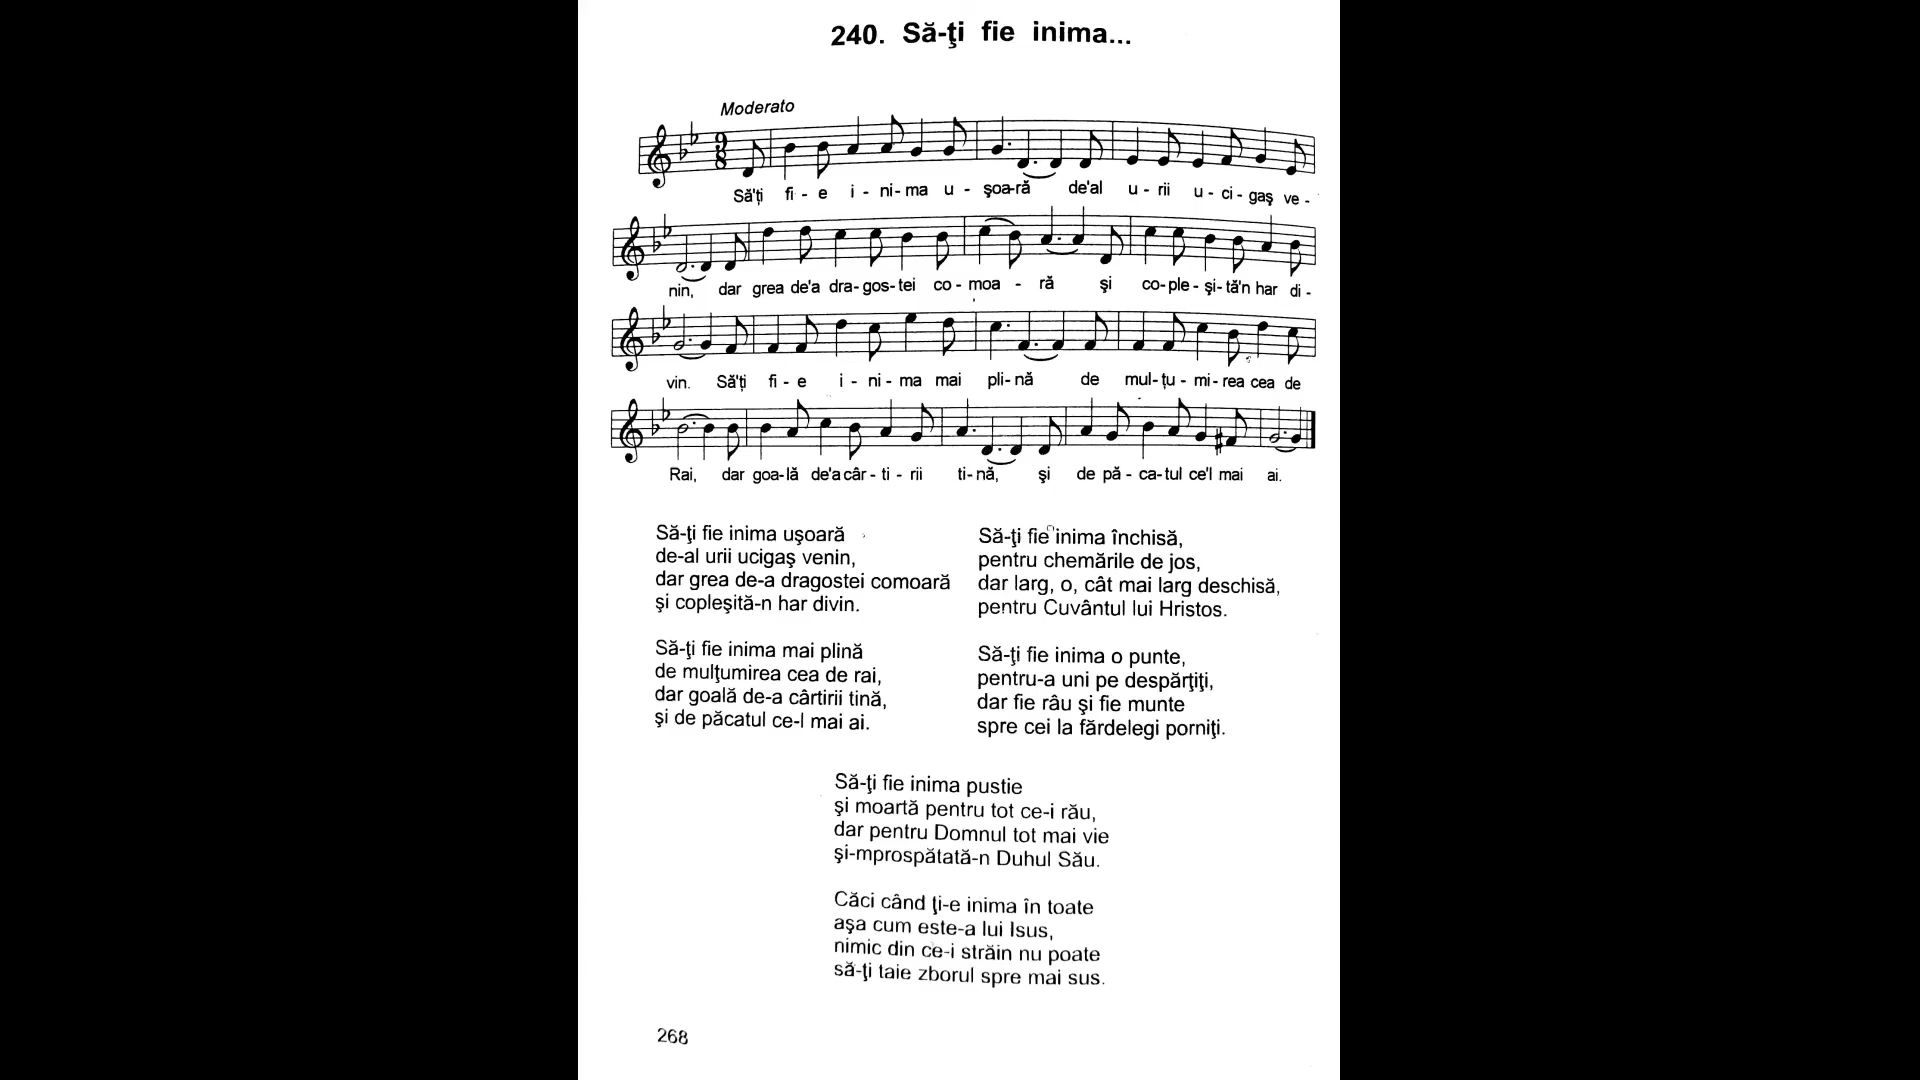 240. Să-ţi fie inima...
Moderato
9
8
Să'ţi fi - e i - ni - ma u - şoa-ră de'al u - rii u - ci - gaş ve -
nin, dar grea de'a dra-gos-tei co - moa - ră şi co-ple-şi-tă'n har di -
vin. Să'ţi fi - e i - ni - ma mai pli-nă de mul-ţu - mi-rea cea de
Rai, dar goa-lă de'a câr - ti - rii ti-nă, şi de pă - ca-tul ce'l mai ai.
Să-ţi fie inima uşoară
de-al urii ucigaş venin,
dar grea de-a dragostei comoară
şi copleşită-n har divin.
Să-ţi fie inima mai plină
de mulţumirea cea de rai,
dar goală de-a cârtirii tină,
şi de păcatul ce-l mai ai.
Să-ţi fie inima închisă,
pentru chemările de jos,
dar larg, o, cât mai larg deschisă,
pentru Cuvântul lui Hristos.
Să-ţi fie inima o punte,
pentru-a uni pe despărţiţi,
dar fie râu şi fie munte
spre cei la fărdelegi porniţi.
Să-ţi fie inima pustie
şi moartă pentru tot ce-i rău,
dar pentru Domnul tot mai vie
şi-mprospătată-n Duhul Său.
Căci când ţi-e inima în toate
aşa cum este-a lui Isus,
nimic din ce-i străin nu poate
să-ţi taie zborul spre mai sus.
268